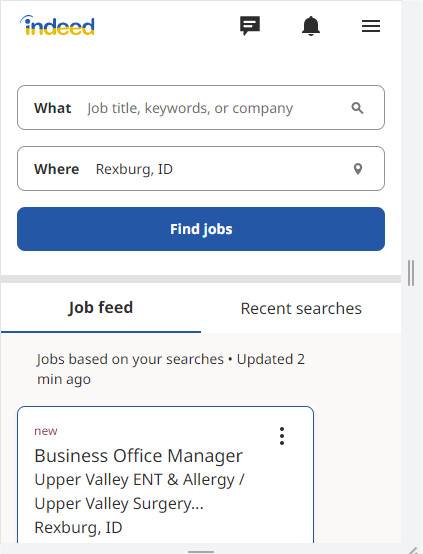 indeed
What Job title, keywords, or company
Where Rexburg, ID
Find jobs
Job feed Recent searches
Jobs based on your searches • Updated 2
min ago
new
Business Office Manager
Upper Valley ENT & Allergy /
Upper Valley Surgery...
Rexburg, ID